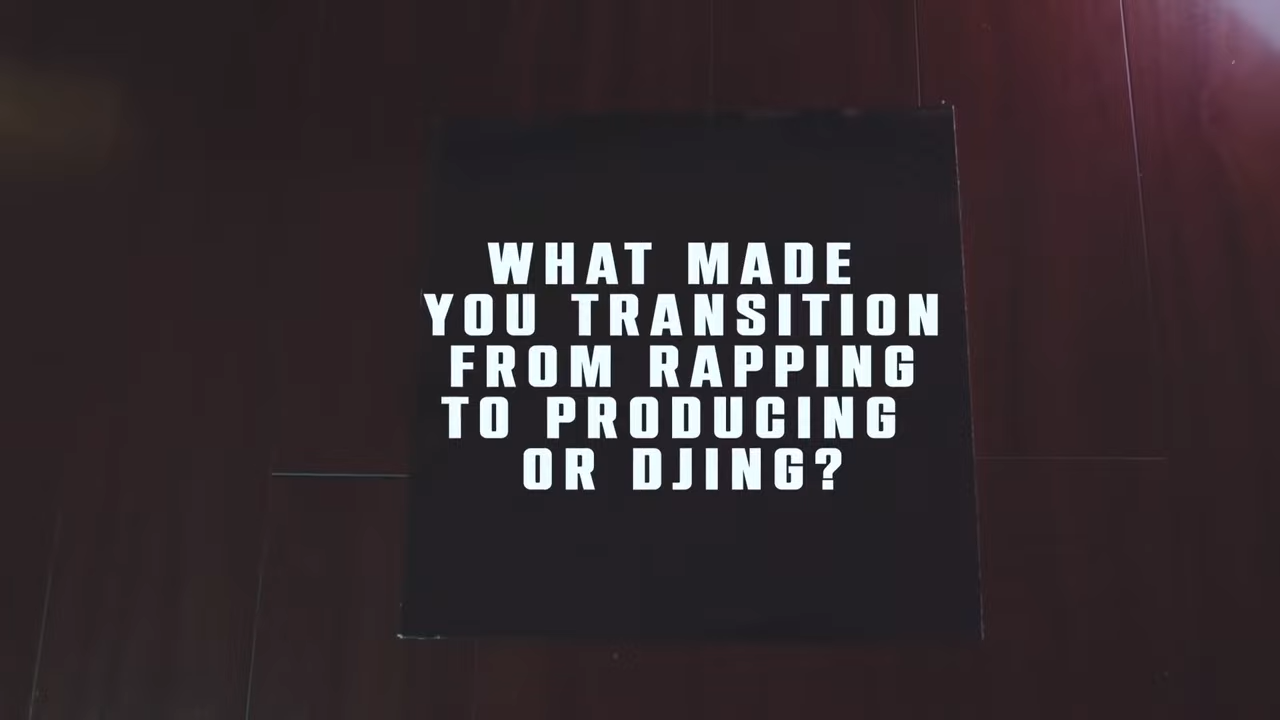 WHAT MADE
YOU TRANSITION
FROM RAPPING
TO PRODUCING
OR DJING?